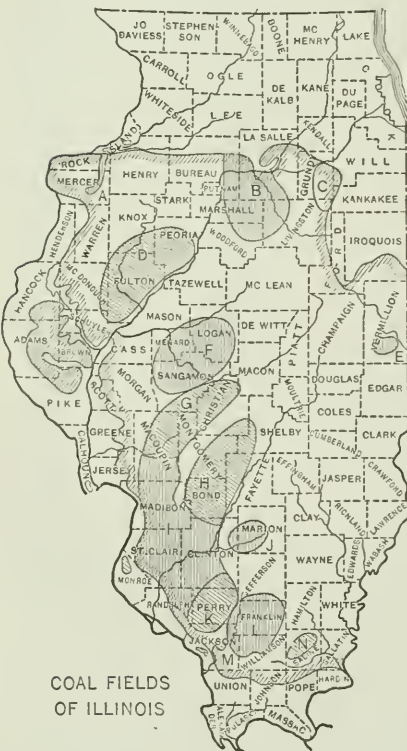 JO DAVIESS
STEPHEN SON
WINNEBAGO
BOONE
MC HENRY
LAKE
CARROLL
OGLE
DE KALB
KANE
COOK
DU PAGE
WHITESIDE
LEE
KENDALL
ROCK ISLAND
LA SALLE
WILL
MERCER
A
HENRY
BUREAU
PUTNAM
B
GRUNDY
C
KANKAKEE
HENDERSON
WARREN
KNOX
STARK
MARSHALL
LIVINGSTON
FORD
IROQUOIS
D
PEORIA
WOODFORD
HANCOCK
MC DONOUGH
FULTON
TAZEWELL
MC LEAN
SCHUYLER
MASON
VERMILLION
E
ADAMS
BROWN
CASS
MENARD
LOGAN
F
DE WITT
PIATT
CHAMPAIGN
PIKE
SCOTT
MORGAN
SANGAMON
MACON
MOULTRIE
DOUGLAS
EDGAR
G
CHRISTIAN
COLES
CALHOUN
GREENE
MACOUPIN
MONTGOMERY
SHELBY
CUMBERLAND
CLARK
JERSEY
H
BOND
FAYETTE
EFFINGHAM
JASPER
CRAWFORD
MADISON
CLAY
RICHLAND
LAWRENCE
MARION
J
ST. CLAIR
CLINTON
WAYNE
EDWARDS
WABASH
MONROE
JEFFERSON
RANDOLPH
PERRY
K
HAMILTON
WHITE
FRANKLIN
L
JACKSON
M
WILLIAMSON
N
SALINE
GALLATIN
UNION
JOHNSON
POPE
HARDIN
ALEXANDER
PULASKI
MASSAC
COAL FIELDS
OF ILLINOIS